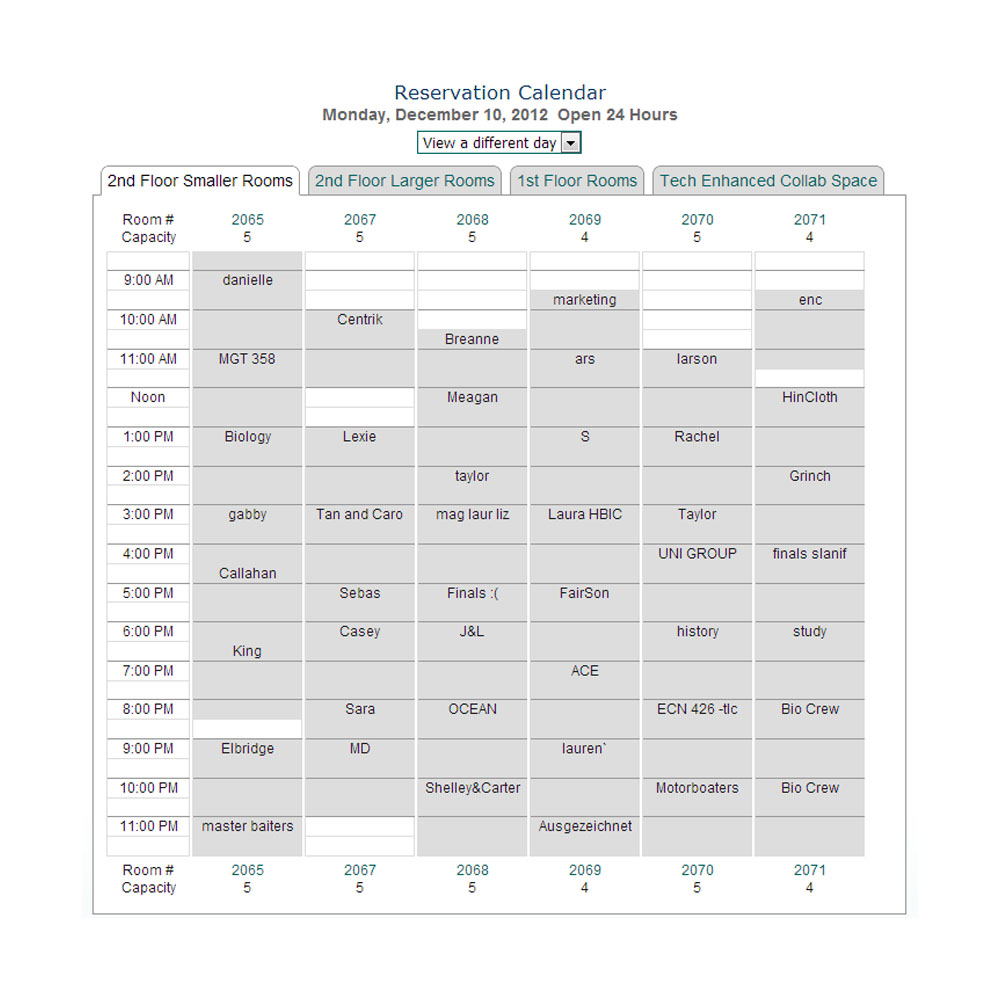 Reservation Calendar
Monday, December 10, 2012 Open 24 Hours
View a different day
2nd Floor Smaller Rooms 2nd Floor Larger Rooms 1st Floor Rooms Tech Enhanced Collab Space
Room # 2065 2067 2068 2069 2070 2071
Capacity 5 5 5 4 5 4
9:00 AM danielle
marketing enc
10:00 AM Centrik
Breanne
11:00 AM MGT 358 ars larson
Noon Meagan HinCloth
1:00 PM Biology Lexie S Rachel
2:00 PM taylor Grinch
3:00 PM gabby Tan and Caro mag laur liz Laura HBIC Taylor
4:00 PM UNI GROUP finals slanif
Callahan
5:00 PM Sebas Finals :( FairSon
6:00 PM Casey J&L history study
King
7:00 PM ACE
8:00 PM Sara OCEAN ECN 426 -tlc Bio Crew
9:00 PM Elbridge MD lauren`
10:00 PM Shelley&Carter Motorboaters Bio Crew
11:00 PM master baiters Ausgezeichnet
Room # 2065 2067 2068 2069 2070 2071
Capacity 5 5 5 4 5 4